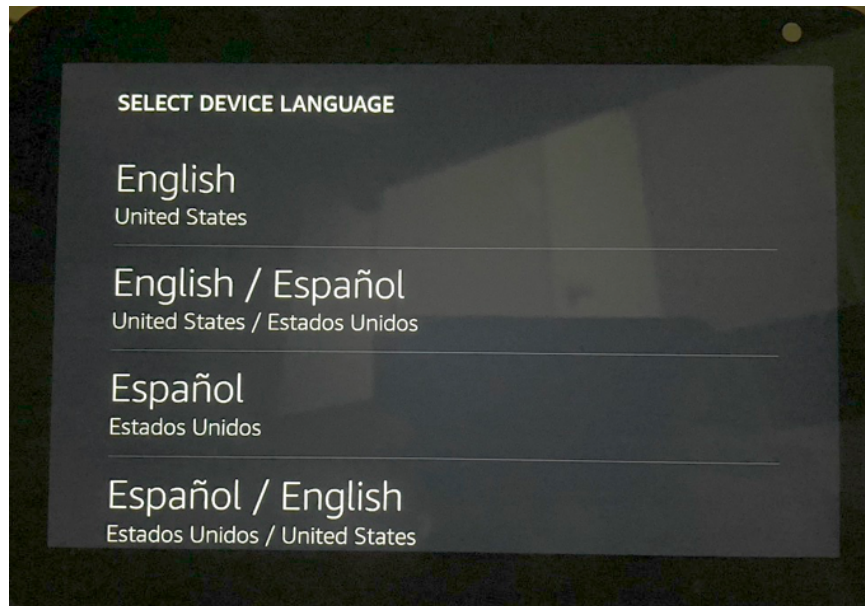 SELECT DEVICE LANGUAGE
English
United States
English / Español
United States / Estados Unidos
Español
Estados Unidos
Español / English
Estados Unidos / United States